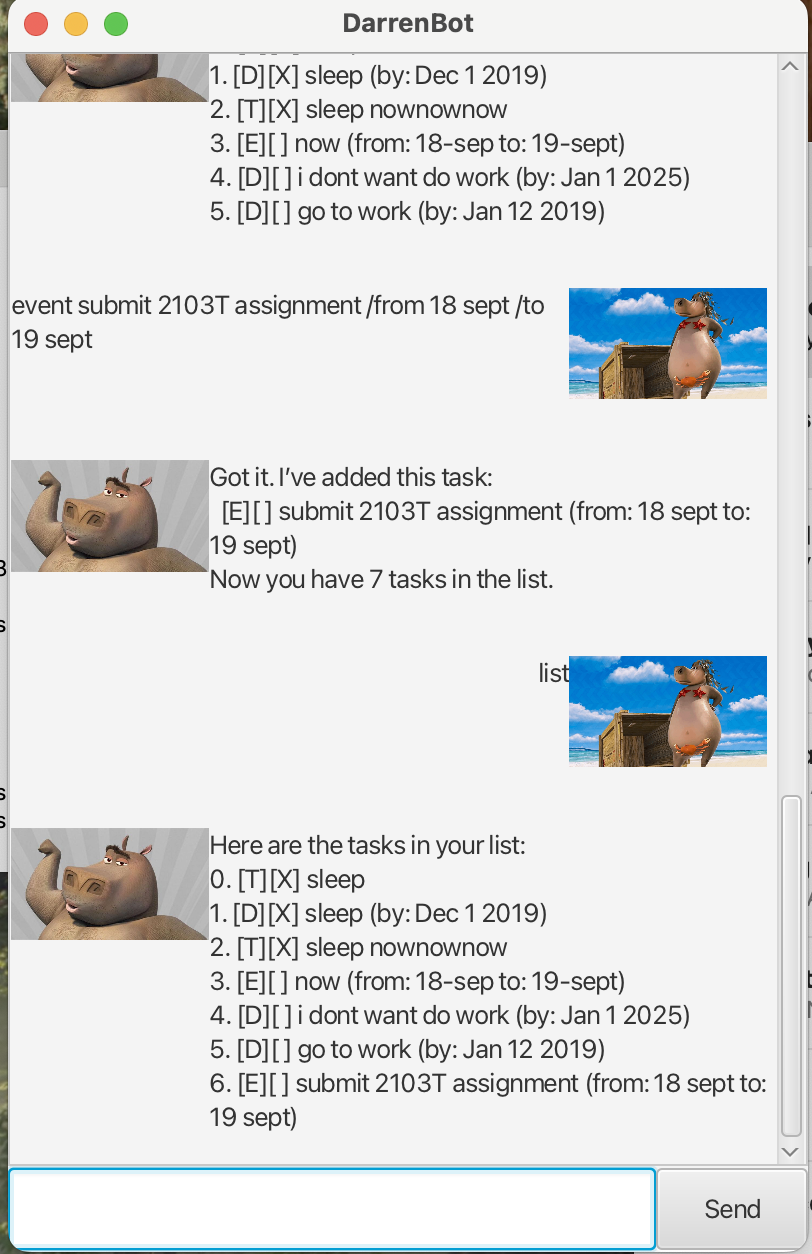 DarrenBot
1. [D][X] sleep (by: Dec 1 2019)
2. [T][X] sleep nownownow
3. [E][ ] now (from: 18-sep to: 19-sept)
4. [D][ ] i dont want do work (by: Jan 1 2025)
5. [D][ ] go to work (by: Jan 12 2019)
event submit 2103T assignment /from 18 sept /to
19 sept
Got it. I've added this task:
[E][ ] submit 2103T assignment (from: 18 sept to:
19 sept)
Now you have 7 tasks in the list.
list
Here are the tasks in your list:
0. [T][X] sleep
1. [D][X] sleep (by: Dec 1 2019)
2. [T][X] sleep nownownow
3. [E][ ] now (from: 18-sep to: 19-sept)
4. [D][ ] i dont want do work (by: Jan 1 2025)
5. [D][ ] go to work (by: Jan 12 2019)
6. [E][ ] submit 2103T assignment (from: 18 sept to:
19 sept)
Send